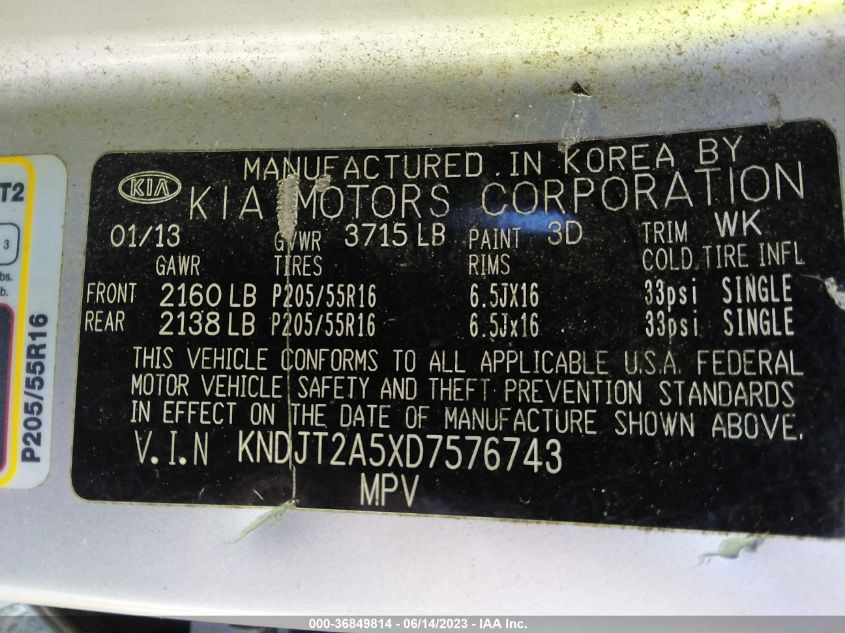 MANUFACTURED IN KOREA BY
KIA
KIA MOTORS CORPORATION
01/13 GVWR 3715 LB PAINT 3D TRIM WK
GAWR TIRES RIMS COLD TIRE INFL
FRONT 2160 LB P205/55R16 6.5JX16 33psi SINGLE
REAR 2138 LB P205/55R16 6.5Jx16 33psi SINGLE
THIS VEHICLE CONFORMS TO ALL APPLICABLE U.S.A. FEDERAL
MOTOR VEHICLE SAFETY AND THEFT PREVENTION STANDARDS
IN EFFECT ON THE DATE OF MANUFACTURE SHOWN ABOVE.
V.I.N KNDJT2A5XD7576743
MPV
T2
3
bs.
b.
P205/55R16
000-36849814 - 06/14/2023 - IAA Inc.